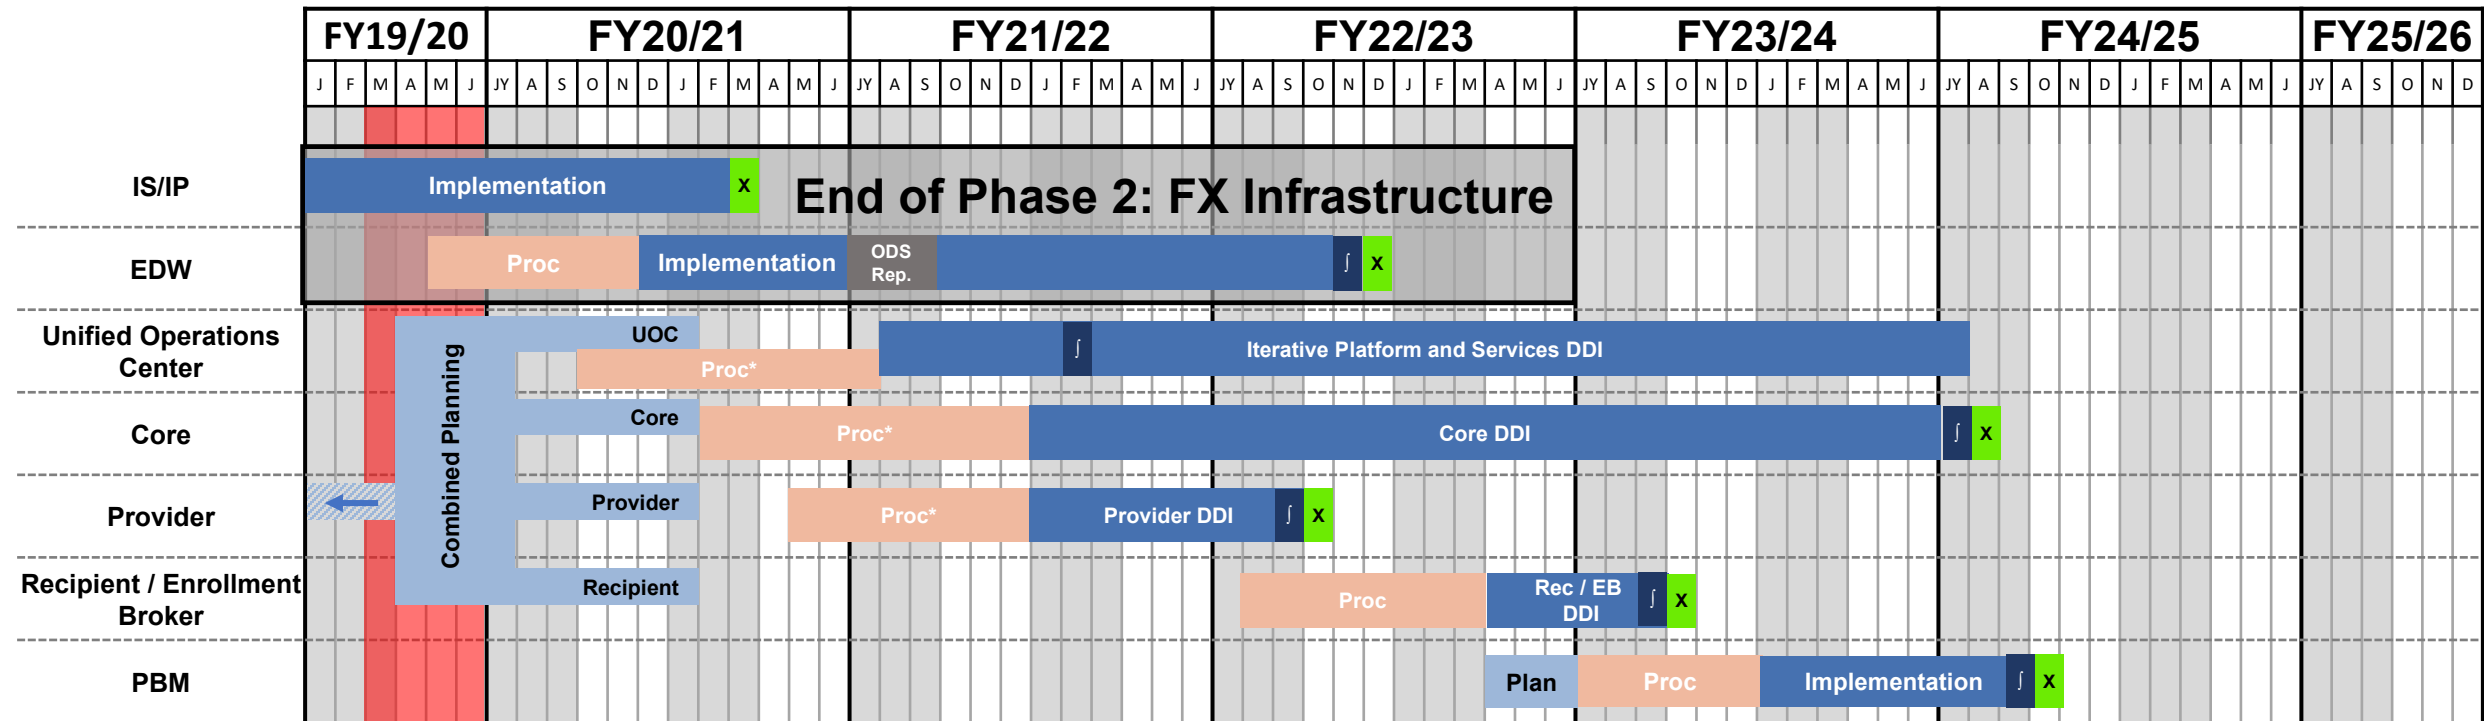 FY19/20 FY20/21 FY21/22 FY22/23 FY23/24 FY24/25 FY25/26
J F M A M J JY A S O N D J F M A M J JY A S O N D J F M A M J JY A S O N D J F M A M J JY A S O N D J F M A M J JY A S O N D J F M A M J JY A S O N D
IS/IP Implementation X End of Phase 2: FX Infrastructure
EDW Proc Implementation ODS Rep. ∫ X
Unified Operations
Center
Combined Planning
UOC
Proc*
∫ Iterative Platform and Services DDI
Core Core Proc* Core DDI ∫ X
Provider Provider Proc* Provider DDI ∫ X
Recipient / Enrollment
Broker
Recipient
Proc
Rec / EB
DDI
∫ X
PBM Plan Proc Implementation ∫ X